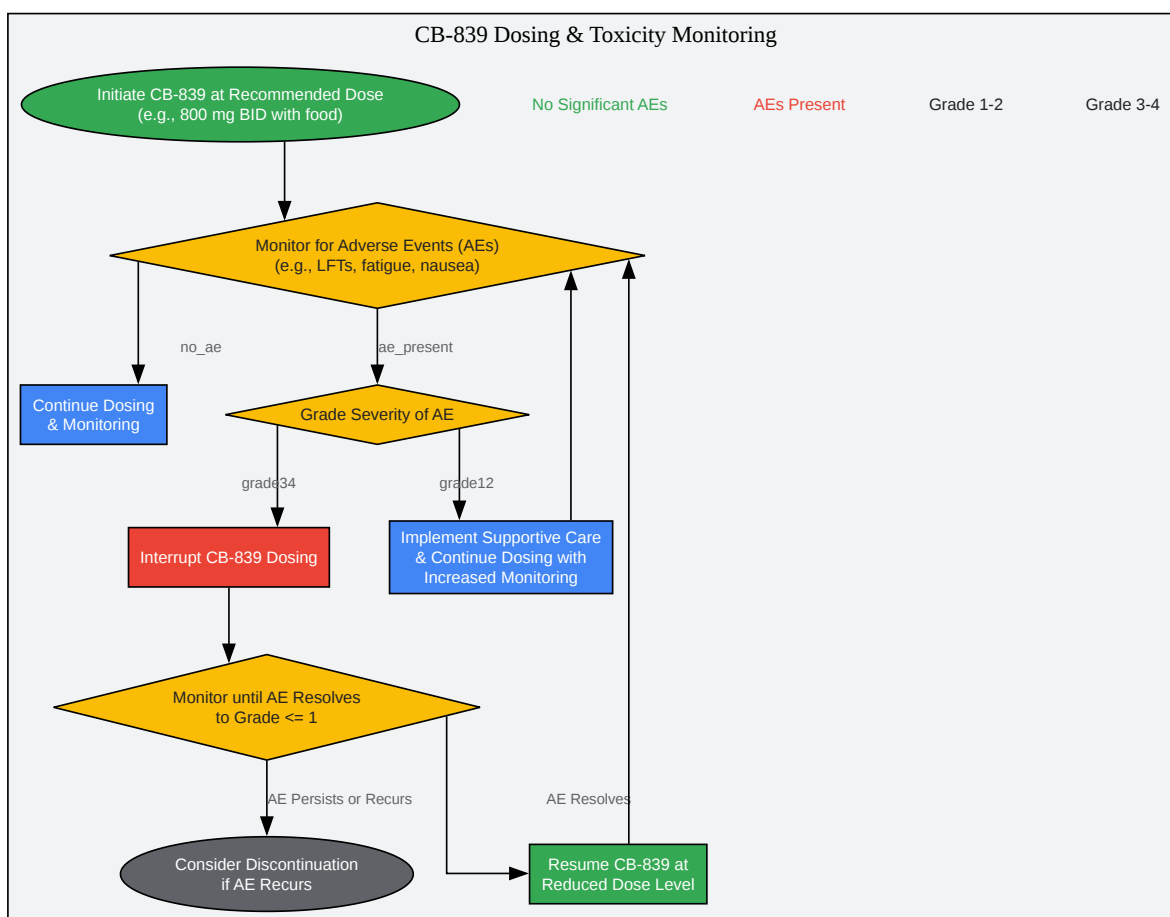 CB-839 Dosing & Toxicity Monitoring
Initiate CB-839 at Recommended Dose
(e.g., 800 mg BID with food)
No Significant AEs
AEs Present
Grade 1-2
Grade 3-4
Monitor for Adverse Events (AEs)
(e.g., LFTs, fatigue, nausea)
no_ae
ae_present
Continue Dosing
& Monitoring
Grade Severity of AE
grade34
grade12
Interrupt CB-839 Dosing
Implement Supportive Care
& Continue Dosing with
Increased Monitoring
Monitor until AE Resolves
to Grade <= 1
AE Persists or Recurs
AE Resolves
Consider Discontinuation
if AE Recurs
Resume CB-839 at
Reduced Dose Level